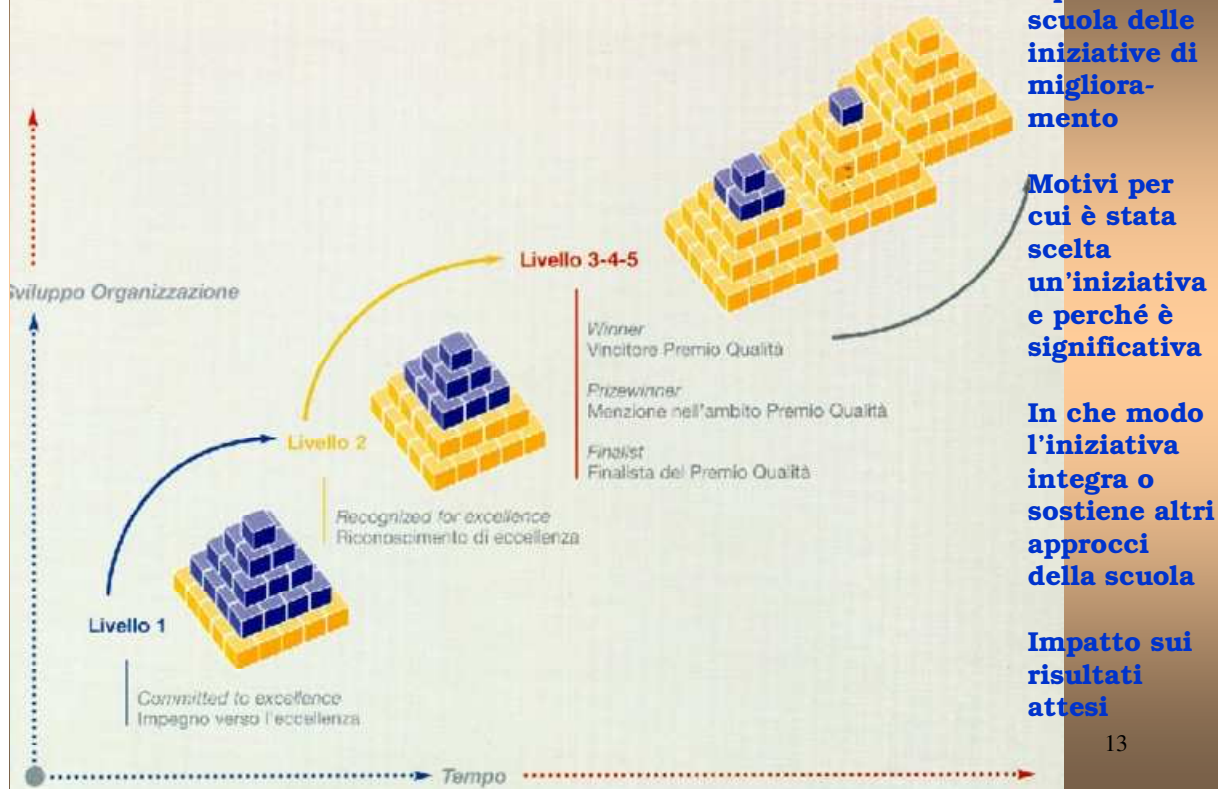 scuola delle
iniziative di
migliora-
mento
Motivi per
cui è stata
scelta
un'iniziativa
e perché è
significativa
In che modo
l'iniziativa
integra o
sostiene altri
approcci
della scuola
Impatto sui
risultati
attesi
13
Livello 3-4-5
Winner
Vincitore Premio Qualità
Prizewinner
Menzione nell'ambito Premio Qualità
Finalist
Finalista del Premio Qualità
Sviluppo Organizzazione
Livello 2
Recognized for excellence
Riconoscimento di eccellenza
Livello 1
Committed to excellence
Impegno verso l'eccellenza
Tempo